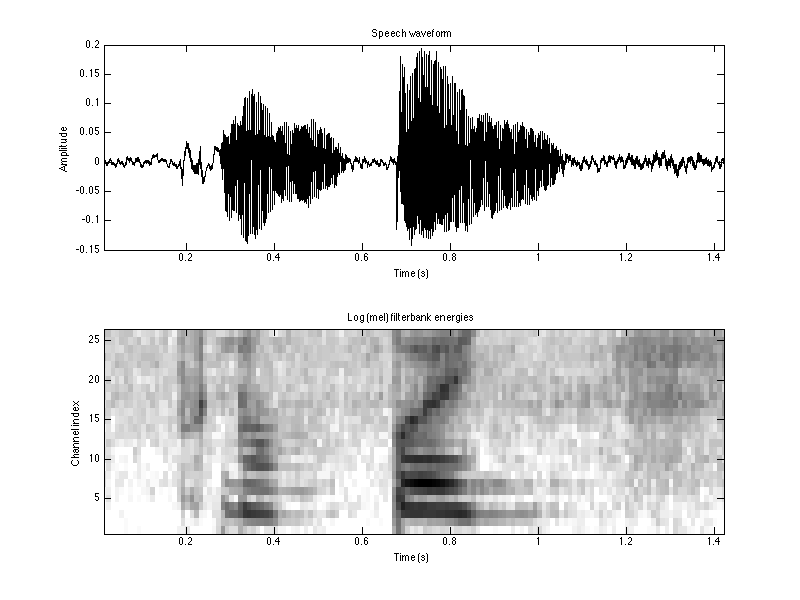 Speech waveform
0.2
0.15
0.1
0.05
0
-0.05
-0.1
-0.15
Amplitude
0.2 0.4 0.6 0.8 1 1.2 1.4
Time (s)
Log (mel) filterbank energies
25
20
15
10
5
Channel index
0.2 0.4 0.6 0.8 1 1.2 1.4
Time (s)